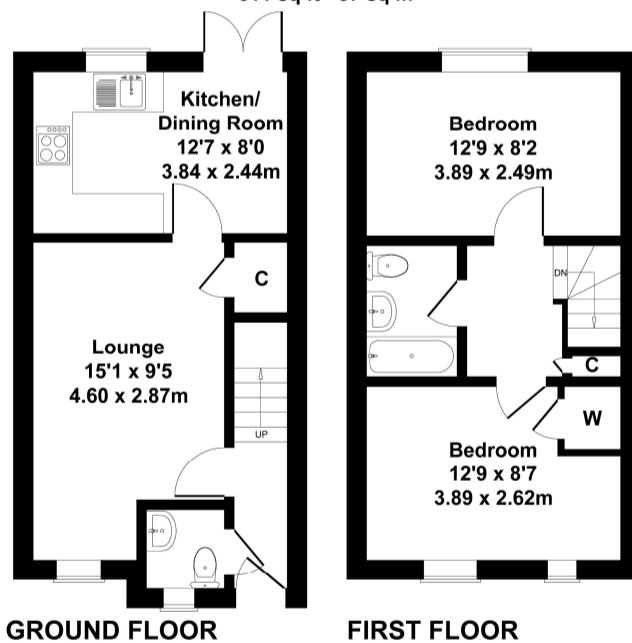 Kitchen/
Dining Room
12'7 x 8'0
3.84 x 2.44m
C
Lounge
15'1 x 9'5
4.60 x 2.87m
UP
GROUND FLOOR
Bedroom
12'9 x 8'2
3.89 x 2.49m
DN
C
W
Bedroom
12'9 x 8'7
3.89 x 2.62m
FIRST FLOOR